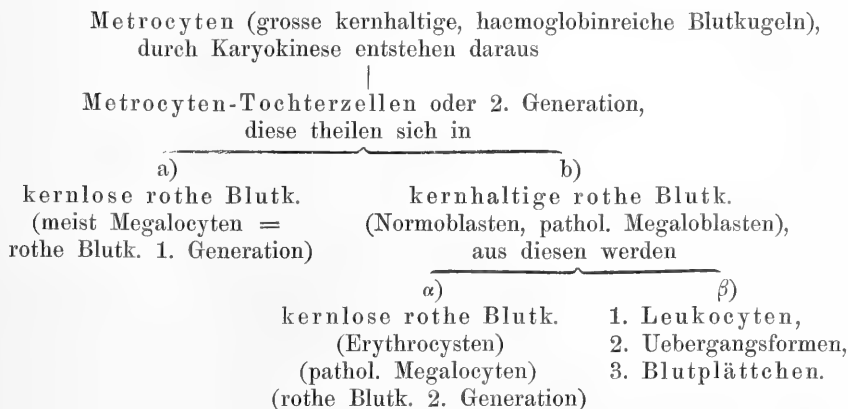 Metrocyten (grosse kernhaltige, haemoglobinreiche Blutkugeln),
durch Karyokinese entstehen daraus
Metrocyten-Tochterzellen oder 2. Generation,
diese theilen sich in
a)
kernlose rothe Blutk.
(meist Megalocyten =
rothe Blutk. 1. Generation)
b)
kernhaltige rothe Blutk.
(Normoblasten, pathol. Megaloblasten),
aus diesen werden
α)
kernlose rothe Blutk.
(Erythrocysten)
(pathol. Megalocyten)
(rothe Blutk. 2. Generation)
β)
1. Leukocyten,
2. Uebergangsformen,
3. Blutplättchen.